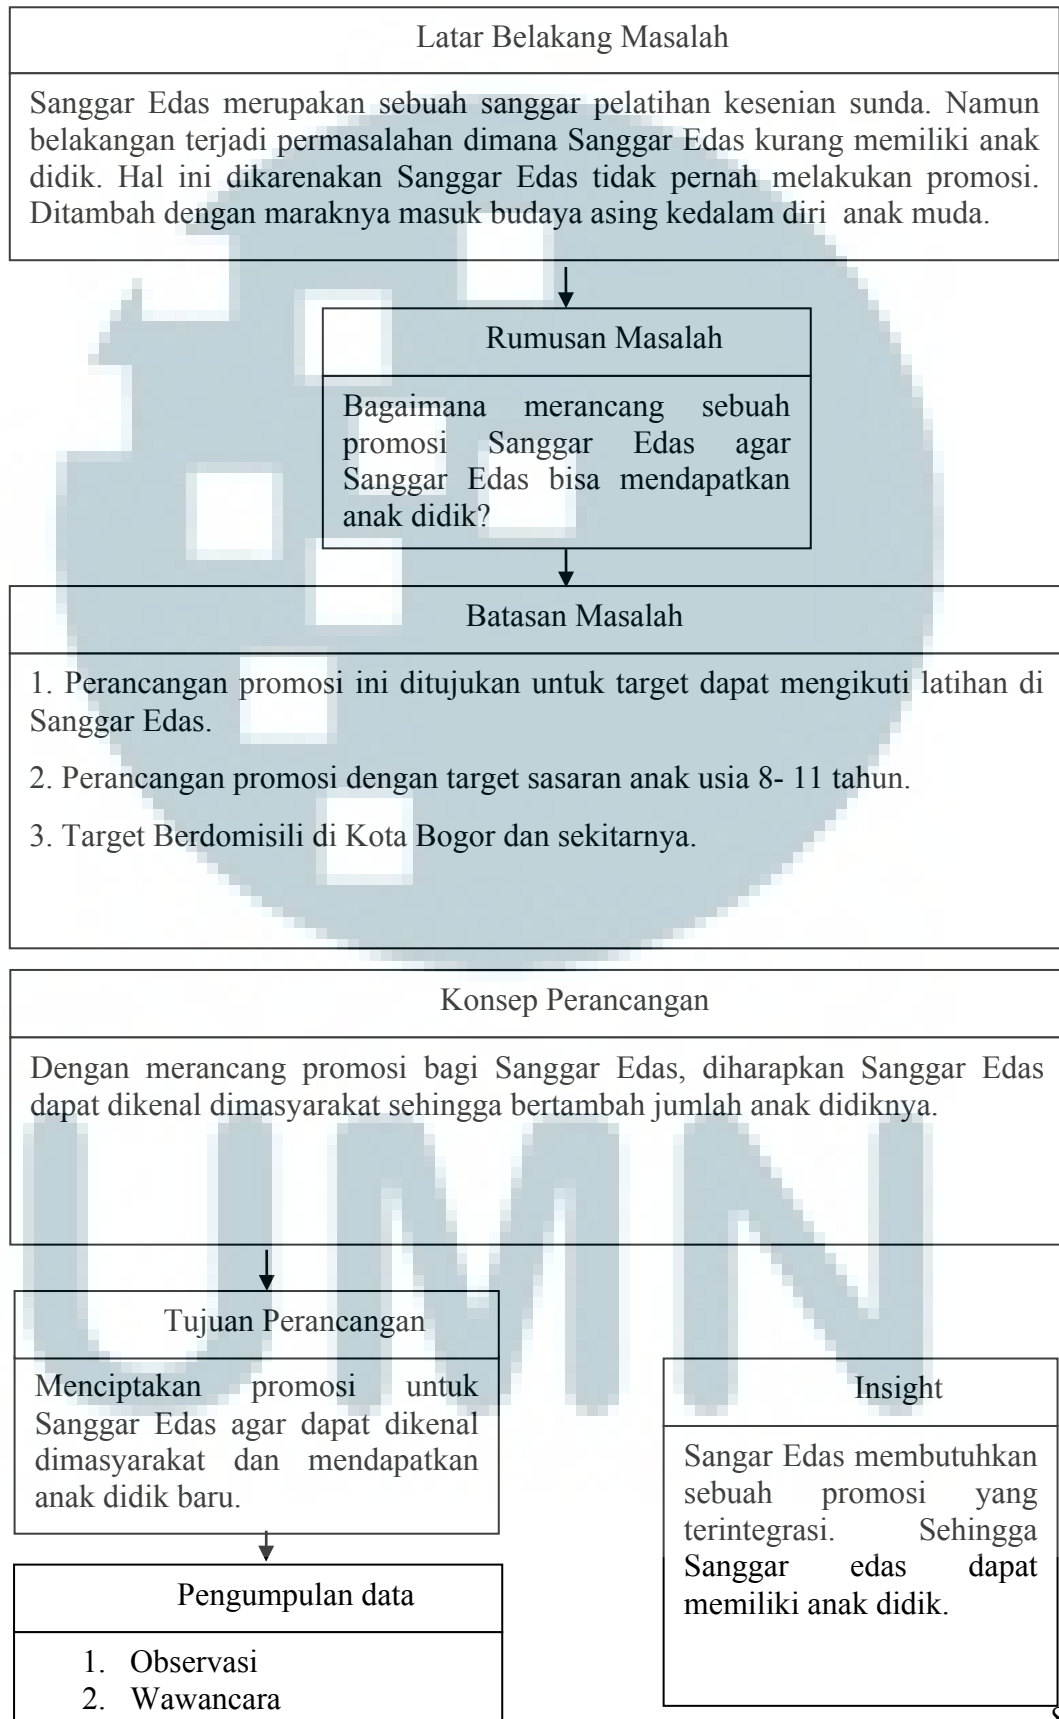 Latar Belakang Masalah
Sanggar Edas merupakan sebuah sanggar pelatihan kesenian sunda. Namun
belakangan terjadi permasalahan dimana Sanggar Edas kurang memiliki anak
didik. Hal ini dikarenakan Sanggar Edas tidak pernah melakukan promosi.
Ditambah dengan maraknya masuk budaya asing kedalam diri anak muda.
Rumusan Masalah
Bagaimana merancang sebuah
promosi Sanggar Edas agar
Sanggar Edas bisa mendapatkan
anak didik?
Batasan Masalah
1. Perancangan promosi ini ditujukan untuk target dapat mengikuti latihan di
Sanggar Edas.
2. Perancangan promosi dengan target sasaran anak usia 8- 11 tahun.
3. Target Berdomisili di Kota Bogor dan sekitarnya.
Konsep Perancangan
Dengan merancang promosi bagi Sanggar Edas, diharapkan Sanggar Edas
dapat dikenal dimasyarakat sehingga bertambah jumlah anak didiknya.
Tujuan Perancangan
Menciptakan promosi untuk
Sanggar Edas agar dapat dikenal
dimasyarakat dan mendapatkan
anak didik baru.
Insight
Sangar Edas membutuhkan
sebuah promosi yang
terintegrasi. Sehingga
Sanggar edas dapat
memiliki anak didik.
Pengumpulan data
1. Observasi
2. Wawancara
UMN